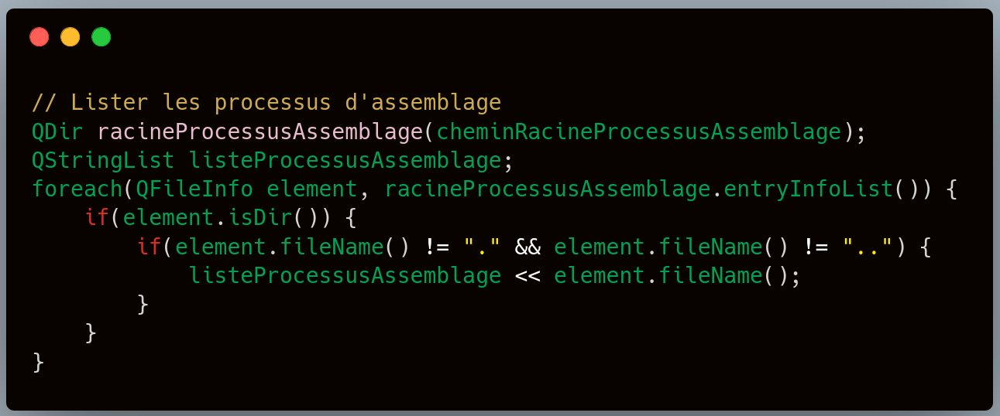 // Lister les processus d'assemblage
QDir racineProcessusAssemblage(cheminRacineProcessusAssemblage);
QStringList listeProcessusAssemblage;
foreach(QFileInfo element, racineProcessusAssemblage.entryInfoList()) {
    if(element.isDir()) {
        if(element.fileName() != "." && element.fileName() != "..") {
            listeProcessusAssemblage << element.fileName();
        }
    }
}